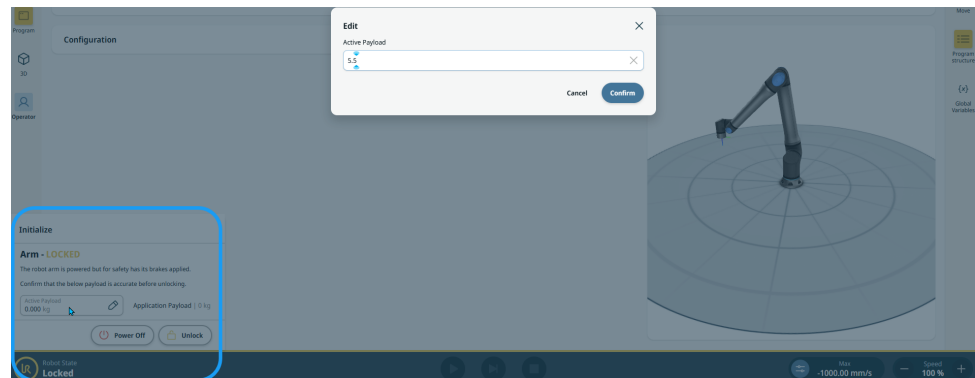 Edit
Active Payload
5.5
Cancel
Confirm
Program
Configuration
3D
Operator
Move
Program structure
{x}
Global Variables
Initialize
Arm - LOCKED
The robot arm is powered but for safety has its brakes applied.
Confirm that the below payload is accurate before unlocking.
Active Payload
0.000 kg
Application Payload | 0 kg
Power Off
Unlock
Robot State
Locked
Max
-1000.00 mm/s
Speed
100 %